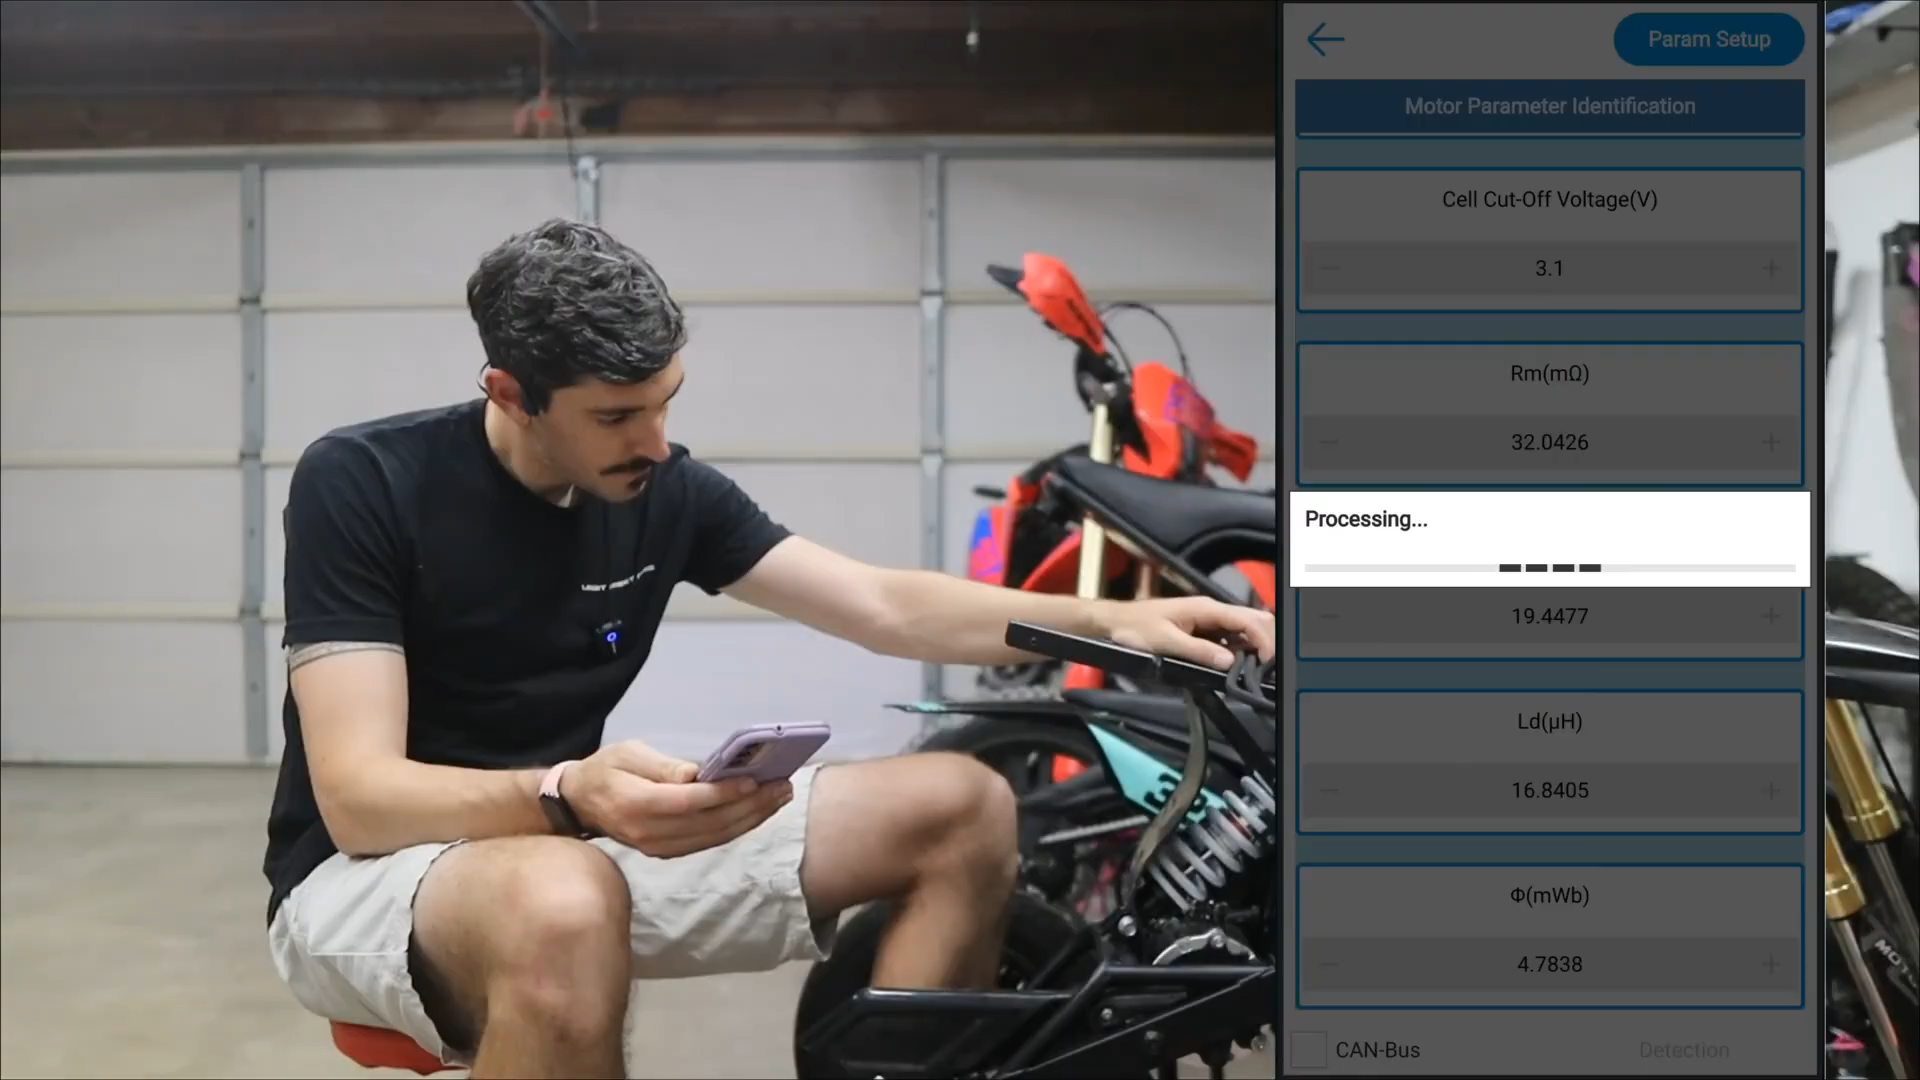 Param Setup
Motor Parameter Identification
Cell Cut-Off Voltage(V)
3.1
Rm(mΩ)
32.0426
Processing...
19.4477
Ld(µH)
16.8405
Φ(mWb)
4.7838
CAN-Bus
Detection